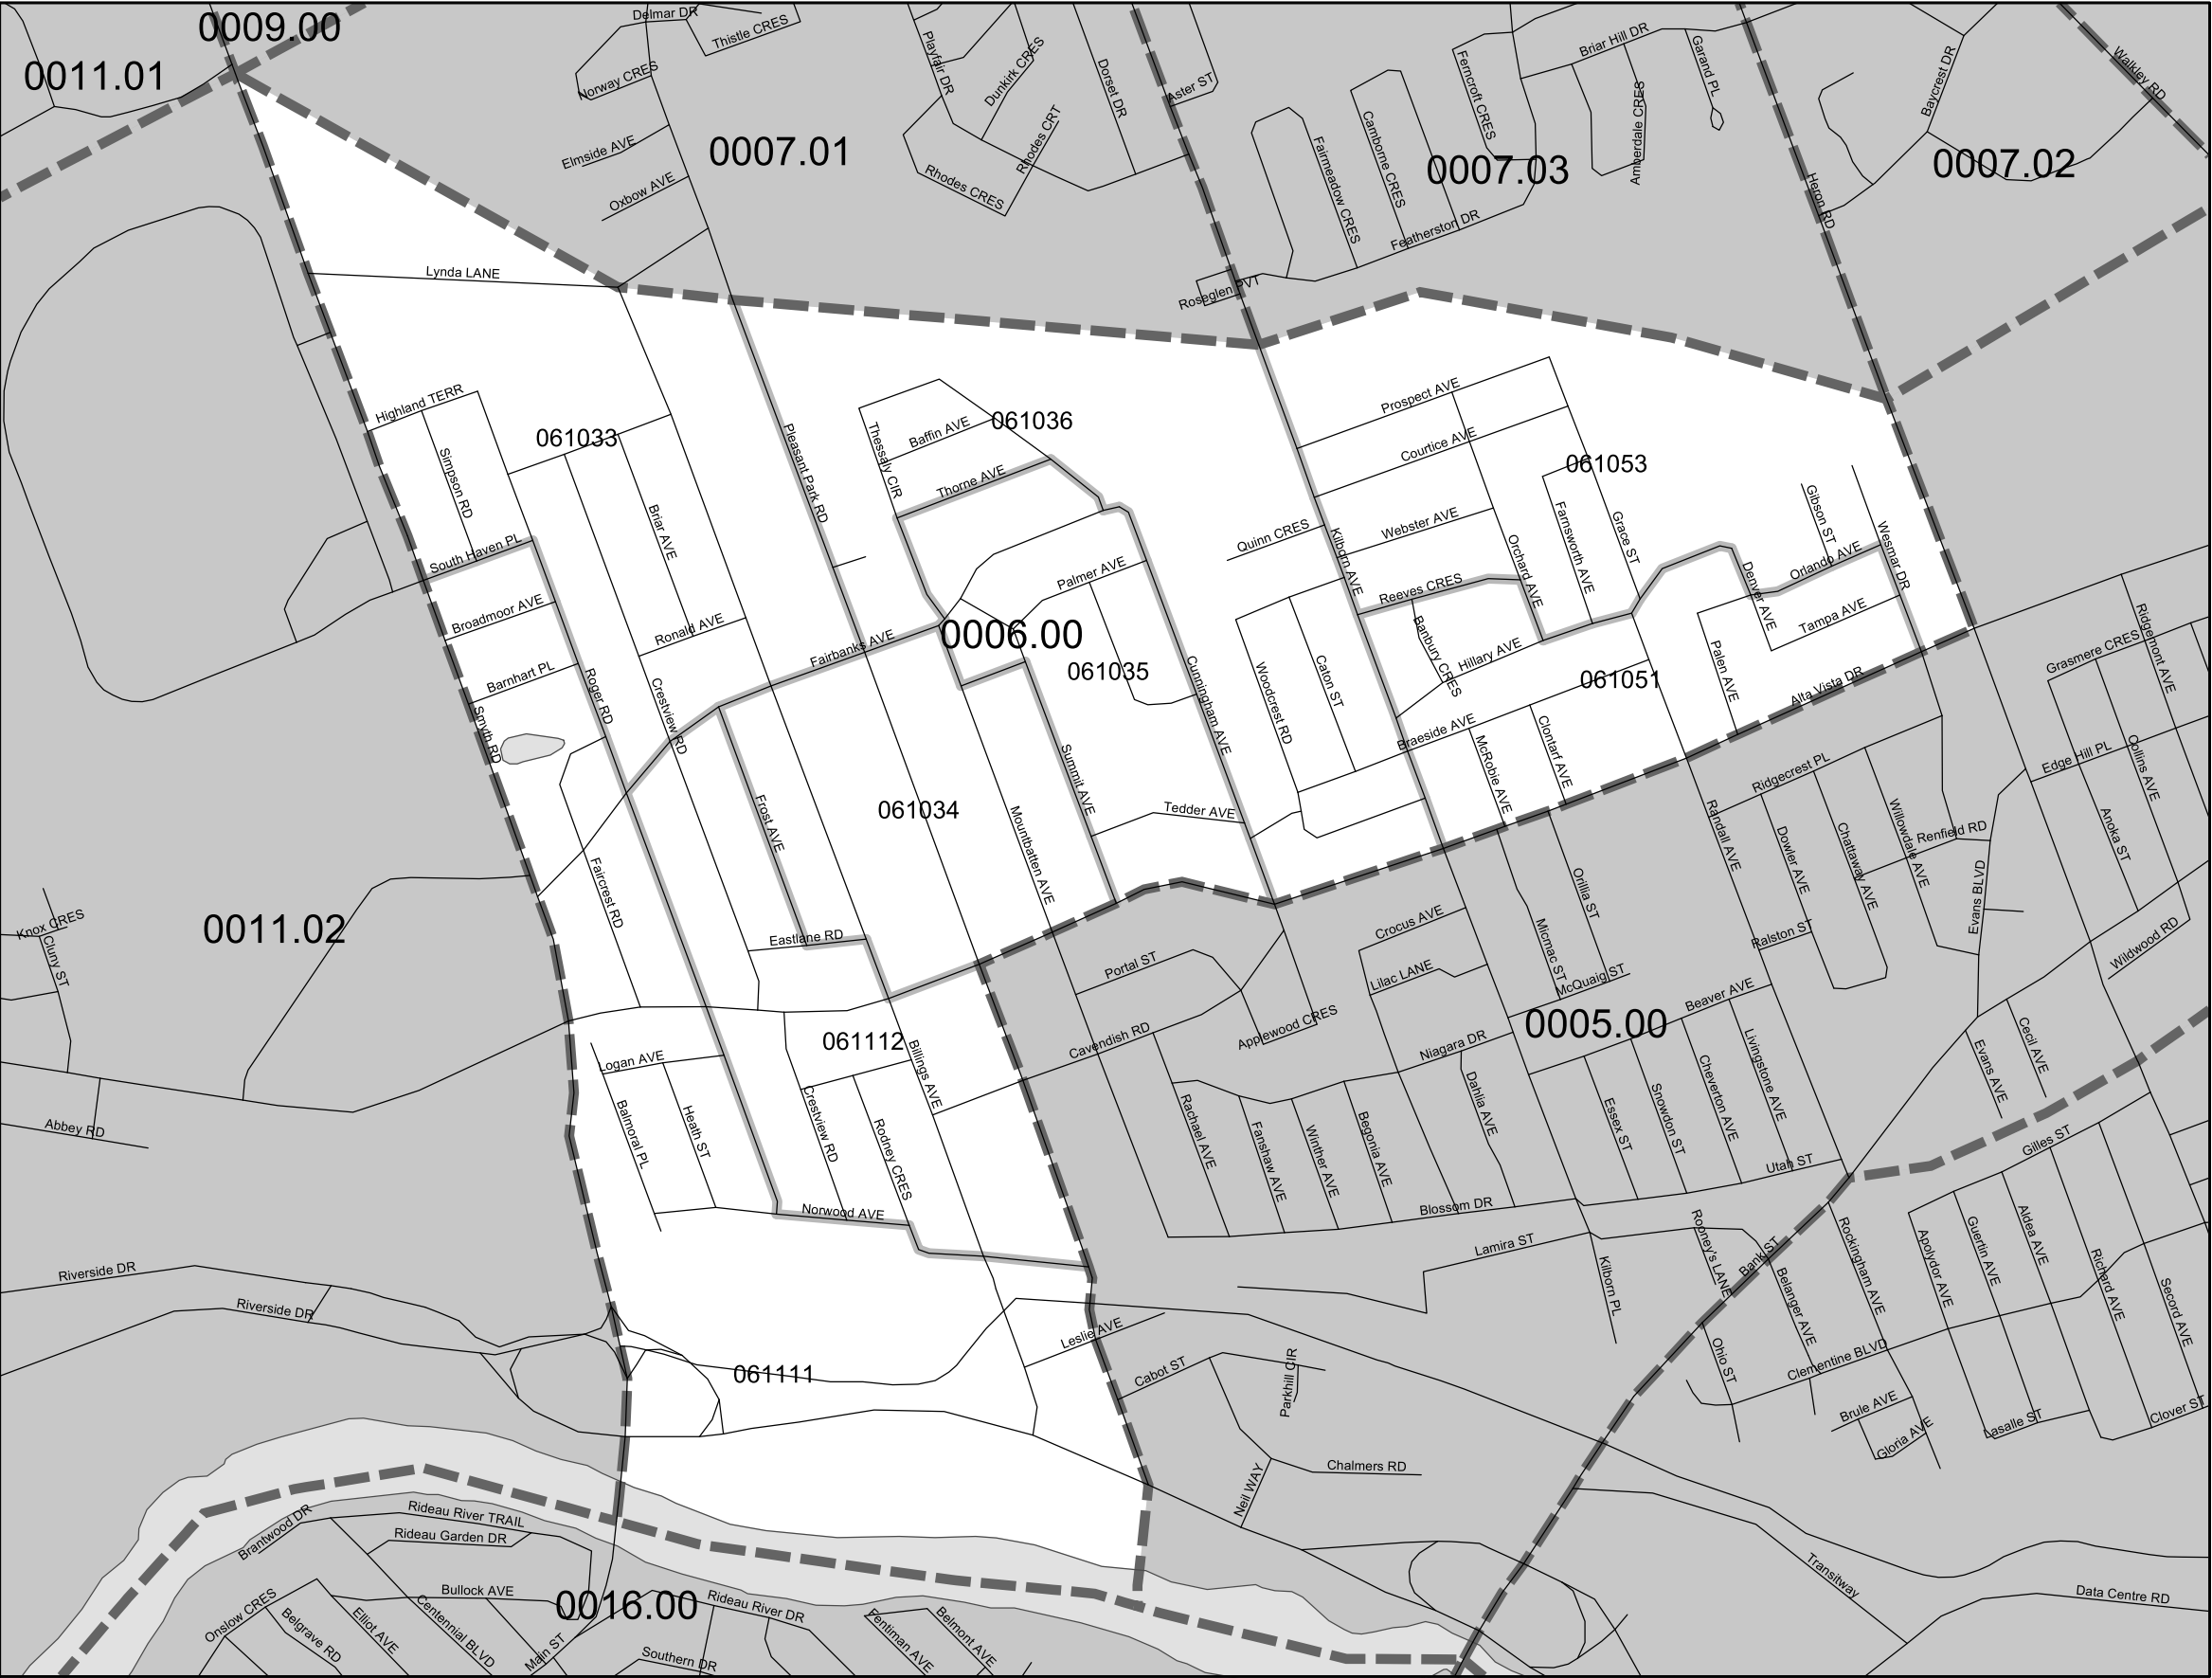 0009.00
Delmar DR
Thistle CRES
0011.01
Norway CRES
Playfair DR
Dunkirk CRES
Dorset DR
Aster ST
Ferncroft CRES
Briar Hill DR
Garand PL
Baycrest DR
Walkley RD
Elmside AVE
0007.01
Rhodes CRT
Oxbow AVE
Rhodes CRES
Fairmeadow CRES
Camborne CRES
0007.03
Amberdale CRES
0007.02
Heron RD
Featherston DR
Lynda LANE
Roseglen PVT
Highland TERR
061033
Simpson RD
Briar AVE
Pleasant Park RD
Thessaly CIR
Baffin AVE
061036
Thorne AVE
Prospect AVE
Courtice AVE
061053
Webster AVE
Quinn CRES
Kilborn AVE
Orchard AVE
Farnsworth AVE
Grace ST
Gibson ST
Wesmar DR
Orlando AVE
South Haven PL
Broadmoor AVE
Ronald AVE
Palmer AVE
Reeves CRES
Denver AVE
Tampa AVE
Ridgemont AVE
Grasmere CRES
Fairbanks AVE
0006.00
061035
Banbury CRES
Hillary AVE
061051
Palen AVE
Alta Vista DR
Barnhart PL
Roger RD
Crestview RD
Smyth RD
Cunningham AVE
Woodcrest RD
Caton ST
Braeside AVE
McRobie AVE
Clontarf AVE
Summit AVE
Tedder AVE
Frost AVE
061034
Mountbatten AVE
Faircrest RD
Eastlane RD
Ridgecrest PL
Edge Hill PL
Collins AVE
Randall AVE
Dowler AVE
Chattaway AVE
Willowdale AVE
Renfield RD
Anoka ST
Evans BLVD
Orillia ST
Micmac ST
McQuaig ST
Ralston ST
Wildwood RD
Crocus AVE
Lilac LANE
Portal ST
Cavendish RD
Applewood CRES
Niagara DR
0005.00
Beaver AVE
Knox CRES
Cluny ST
0011.02
Abbey RD
061112
Billings AVE
Logan AVE
Balmoral PL
Heath ST
Crestview RD
Rodney CRES
Norwood AVE
Rachael AVE
Fanshaw AVE
Winther AVE
Begonia AVE
Dahlia AVE
Essex ST
Snowdon ST
Cheverton AVE
Livingstone AVE
Evans AVE
Cecil AVE
Gilles ST
Utah ST
Blossom DR
Lamira ST
Kilborn PL
Rooney's LANE
Bank ST
Belanger AVE
Rockingham AVE
Apolydor AVE
Guertin AVE
Aldea AVE
Richard AVE
Secord AVE
Riverside DR
Riverside DR
061111
Leslie AVE
Cabot ST
Parkhill CIR
Ohio ST
Clementine BLVD
Brule AVE
Gloria AVE
Lasalle ST
Clover ST
Neil WAY
Chalmers RD
Transitway
Data Centre RD
Brantwood DR
Rideau River TRAIL
Rideau Garden DR
Bullock AVE
0016.00
Rideau River DR
Onslow CRES
Belgrave RD
Elliot AVE
Centennial BLVD
Main ST
Southern DR
Fentiman AVE
Belmont AVE